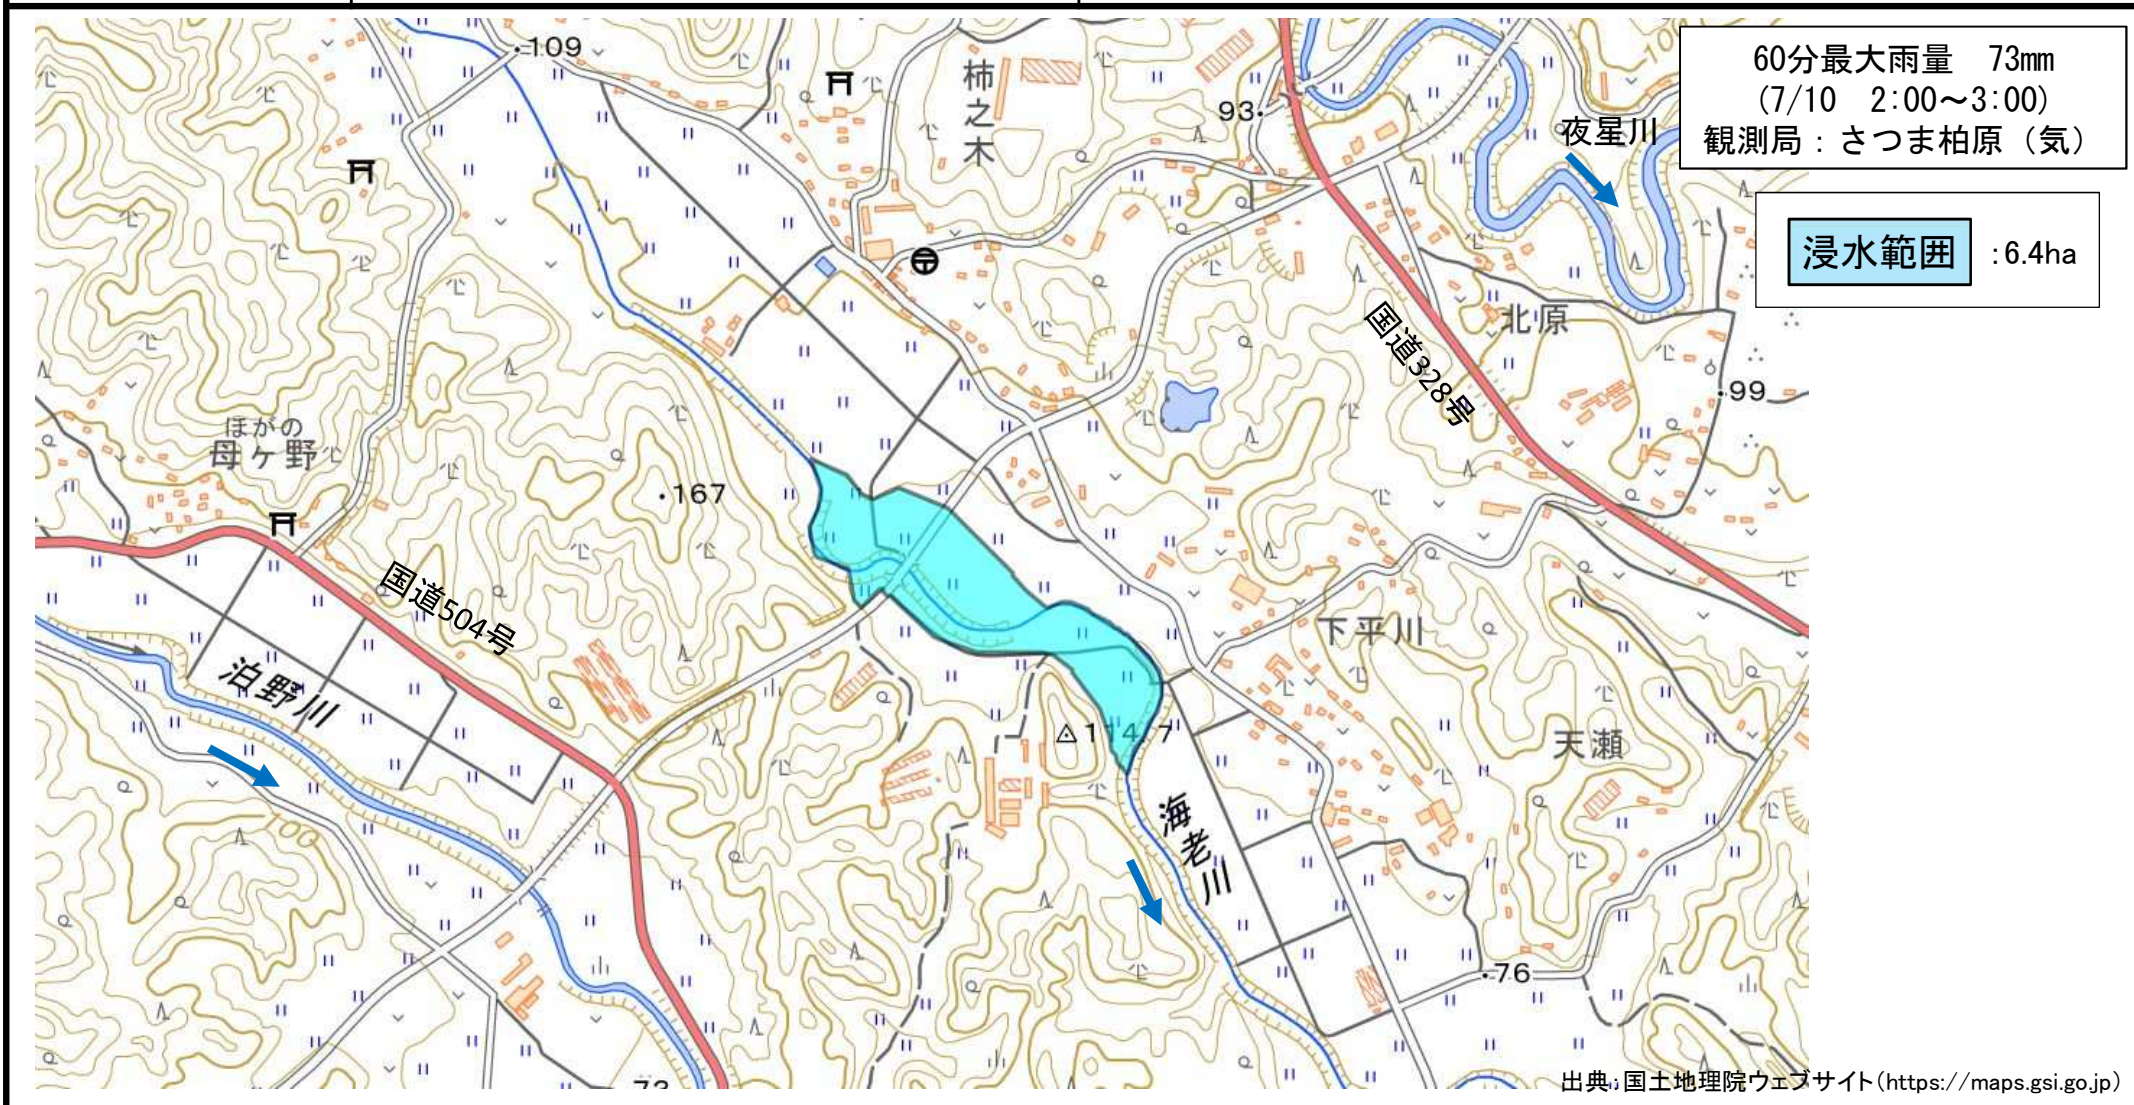 109
柿之木
93
60分最大雨量　73mm
(7/10　2:00～3:00)
観測局：さつま柏原（気）
夜星川
浸水範囲 :6.4ha
国道328号
北原
99
ほがの
母ヶ野
167
国道504号
下平川
泊野川
114.7
天瀬
100
海老川
76
出典:国土地理院ウェブサイト(https://maps.gsi.go.jp)